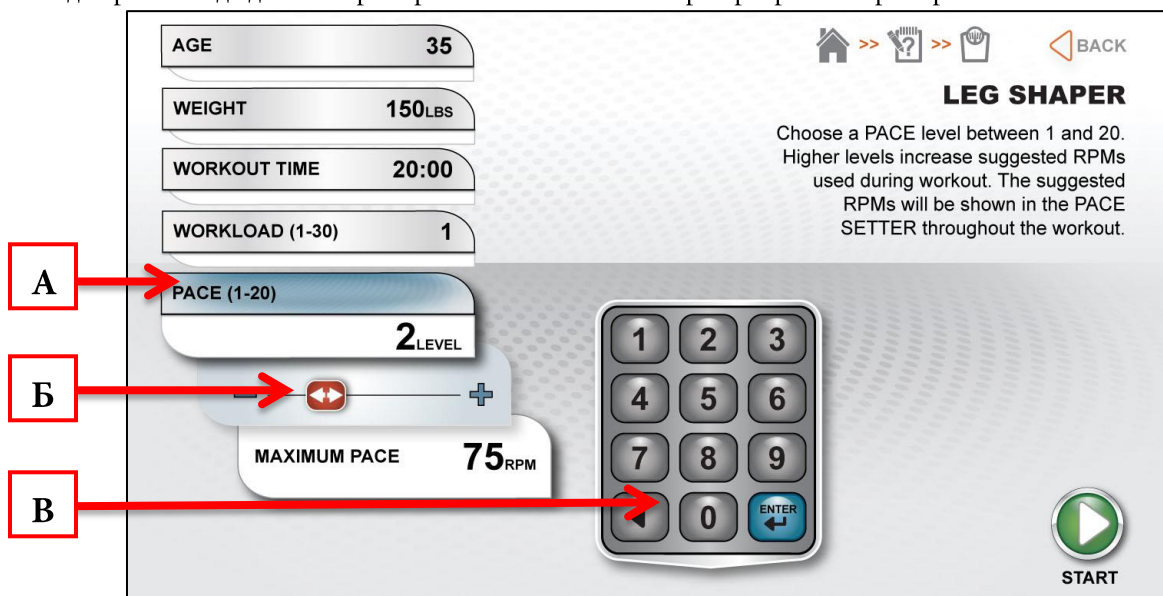 AGE 35
WEIGHT 150LBS
WORKOUT TIME 20:00
WORKLOAD (1-30) 1
PACE (1-20)
2 LEVEL
MAXIMUM PACE 75RPM
BACK
LEG SHAPER
Choose a PACE level between 1 and 20.
Higher levels increase suggested RPMs
used during workout. The suggested
RPMs will be shown in the PACE
SETTER throughout the workout.
А
Б
В
1 2 3
4 5 6
7 8 9
0 ENTER
START